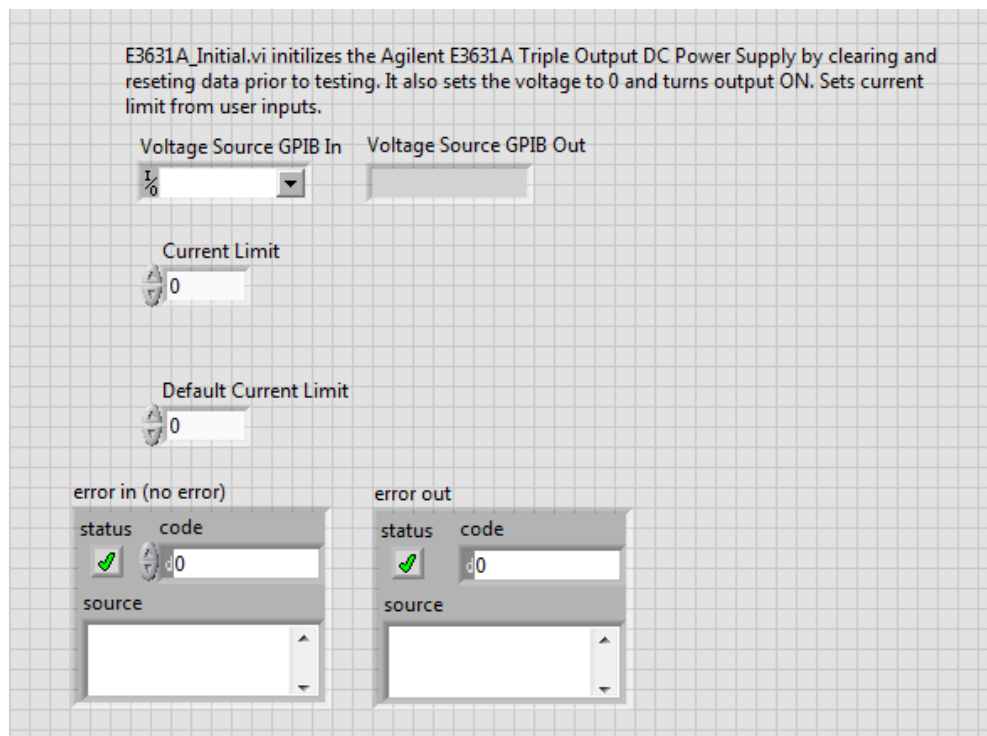 E3631A_Initial.vi initilizes the Agilent E3631A Triple Output DC Power Supply by clearing and
reseting data prior to testing. It also sets the voltage to 0 and turns output ON. Sets current
limit from user inputs.
Voltage Source GPIB In Voltage Source GPIB Out
I/O
Current Limit
0
Default Current Limit
0
error in (no error) error out
status code status code
d0 d0
source source